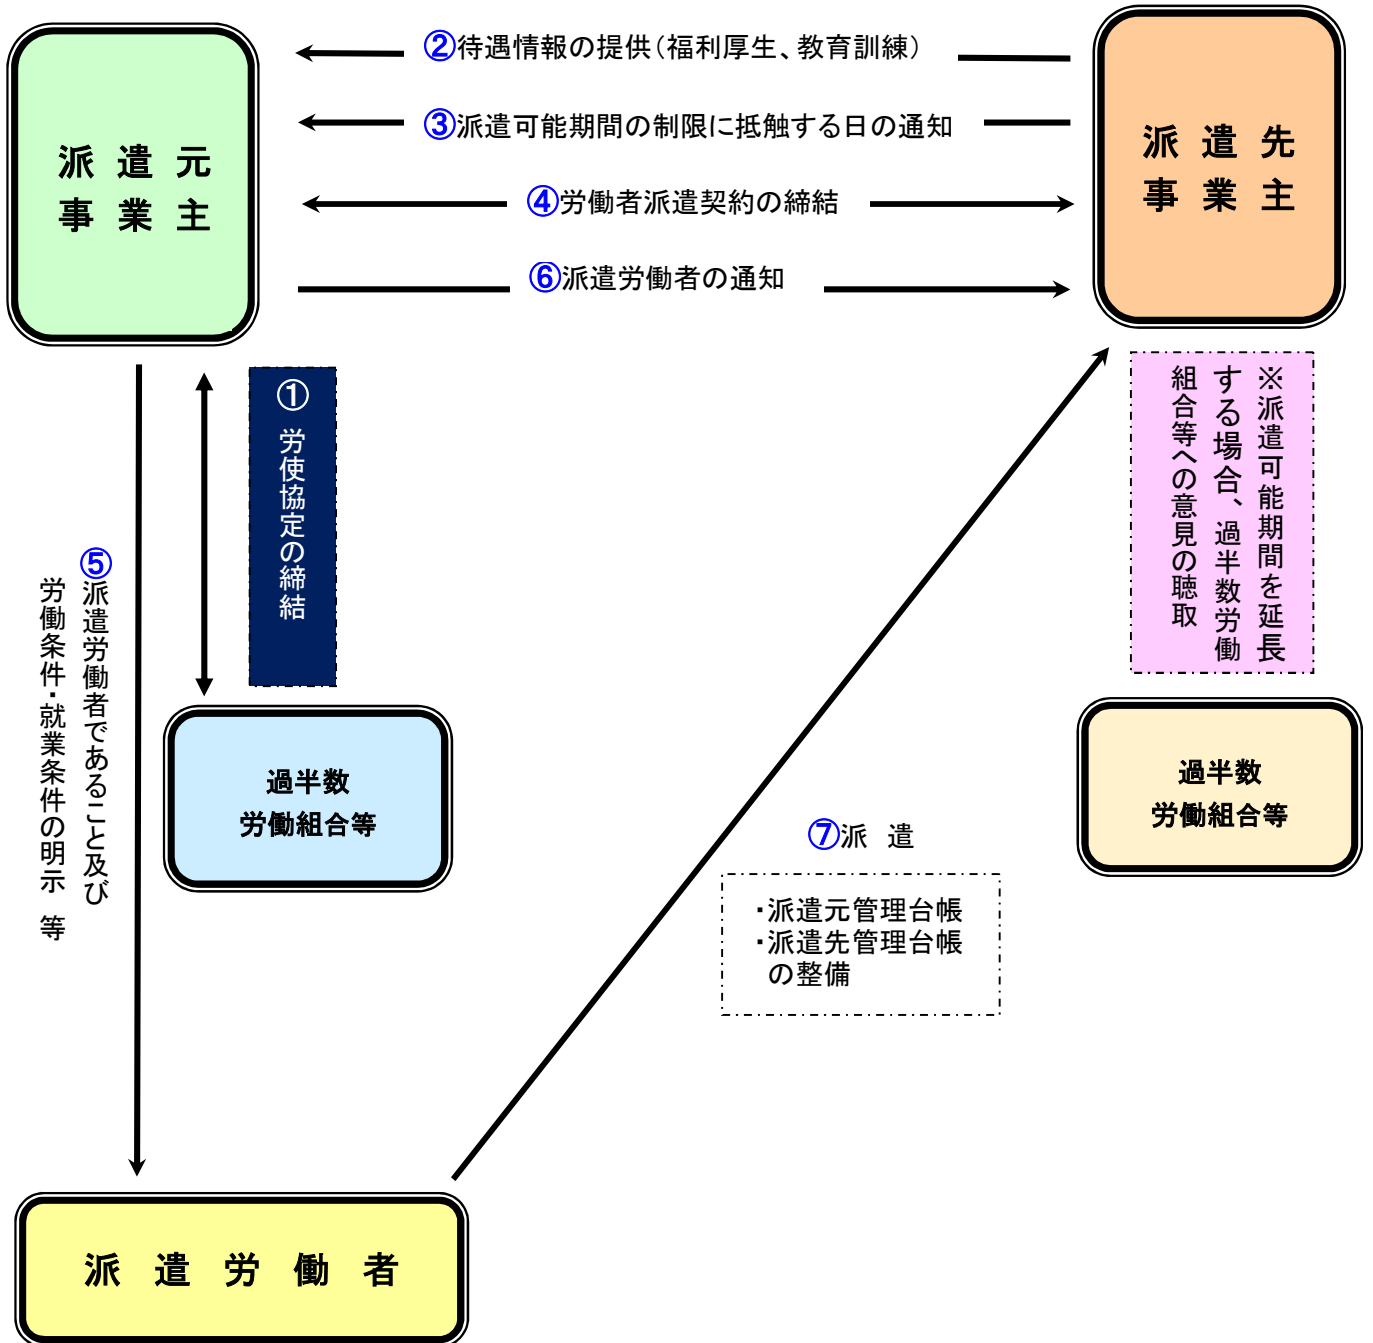 派遣元
事業主
②待遇情報の提供（福利厚生、教育訓練）
③派遣可能期間の制限に抵触する日の通知
④労働者派遣契約の締結
⑥派遣労働者の通知
派遣先
事業主
①労使協定の締結
※派遣可能期間を延長
する場合、過半数労働
組合等への意見の聴取
⑤派遣労働者であること及び
労働条件・就業条件の明示 等
過半数
労働組合等
過半数
労働組合等
⑦派 遣
・派遣元管理台帳
・派遣先管理台帳
の整備
派遣労働者